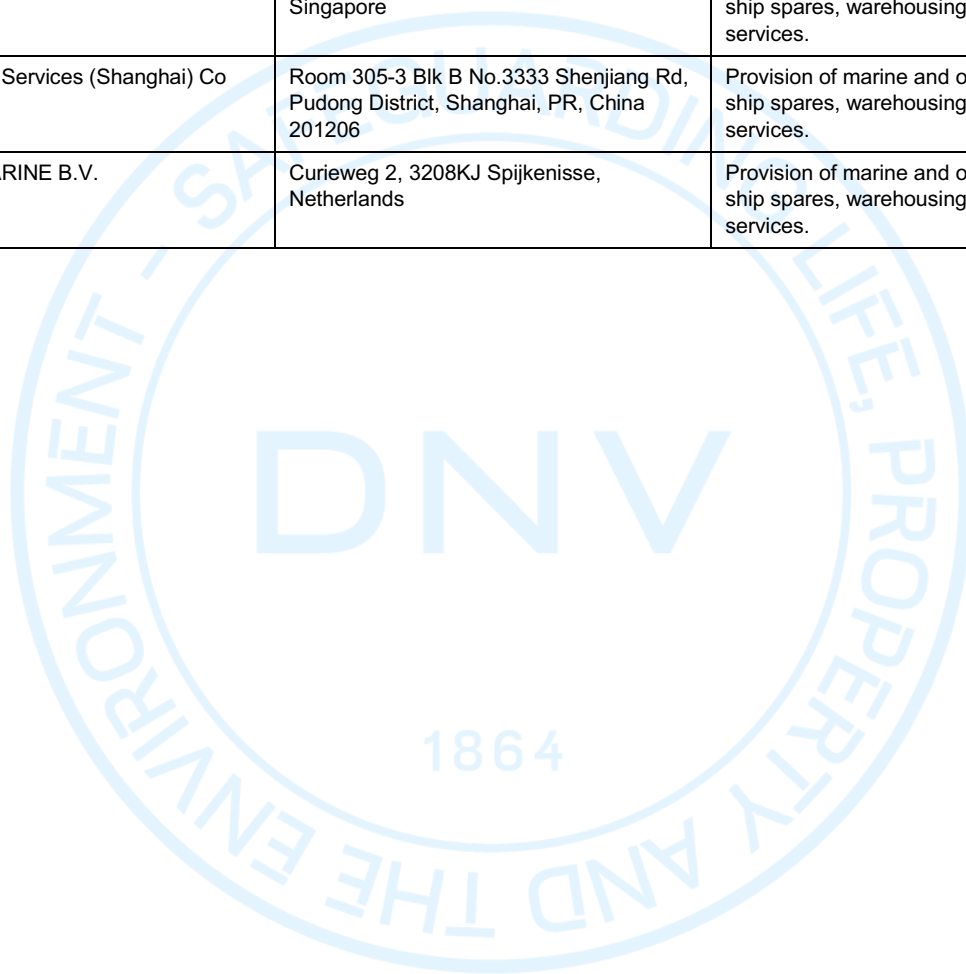 Singapore
ship spares, warehousing
services.
Services (Shanghai) Co
Room 305-3 Blk B No.3333 Shenjiang Rd,
Pudong District, Shanghai, PR, China
201206
Provision of marine and o
ship spares, warehousing
services.
RINE B.V.
Curieweg 2, 3208KJ Spijkenisse,
Netherlands
Provision of marine and o
ship spares, warehousing
services.
SAFEGUARDING LIFE, PROPERTY AND THE ENVIRONMENT –
DNV
1864